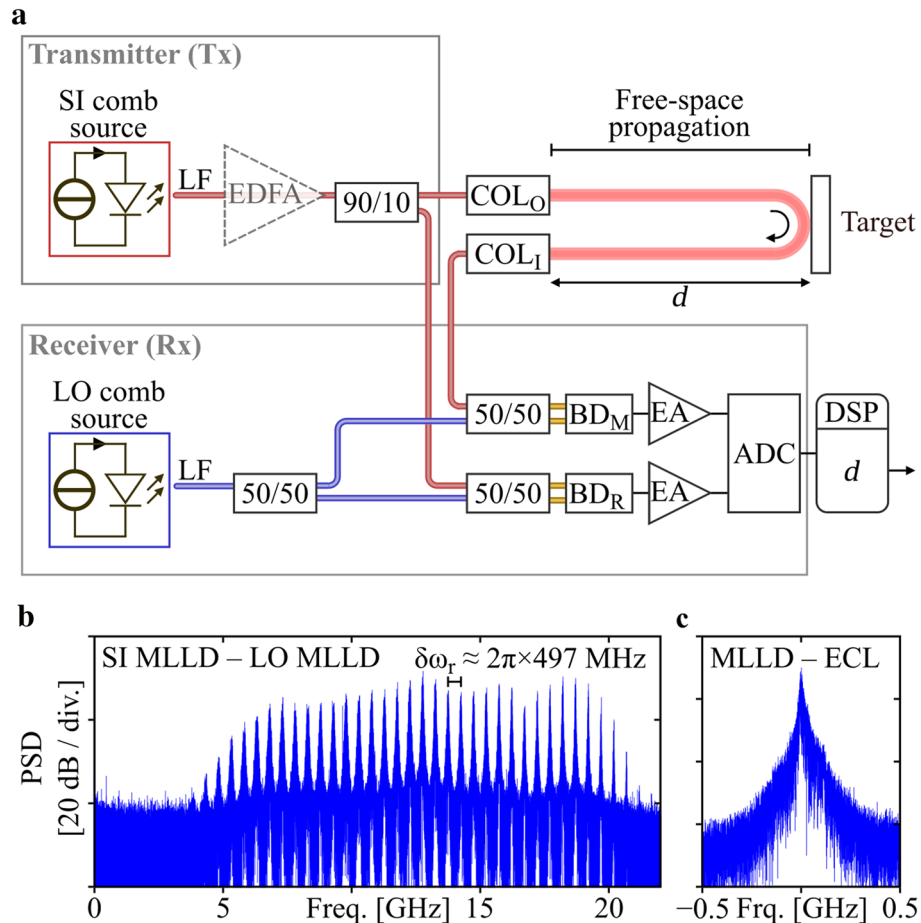 a
Transmitter (Tx)
SI comb
source
LF
EDFA
90/10
COL_O
COL_I
Free-space
propagation
Target
d
Receiver (Rx)
LO comb
source
LF
50/50
50/50
BD_M
EA
50/50
BD_R
EA
ADC
DSP
d
b
SI MLLD – LO MLLD
δω_r ≈ 2π×497 MHz
PSD
[20 dB / div.]
0 5 Freq. [GHz] 15 20
c
MLLD – ECL
−0.5 Frq. [GHz] 0.5